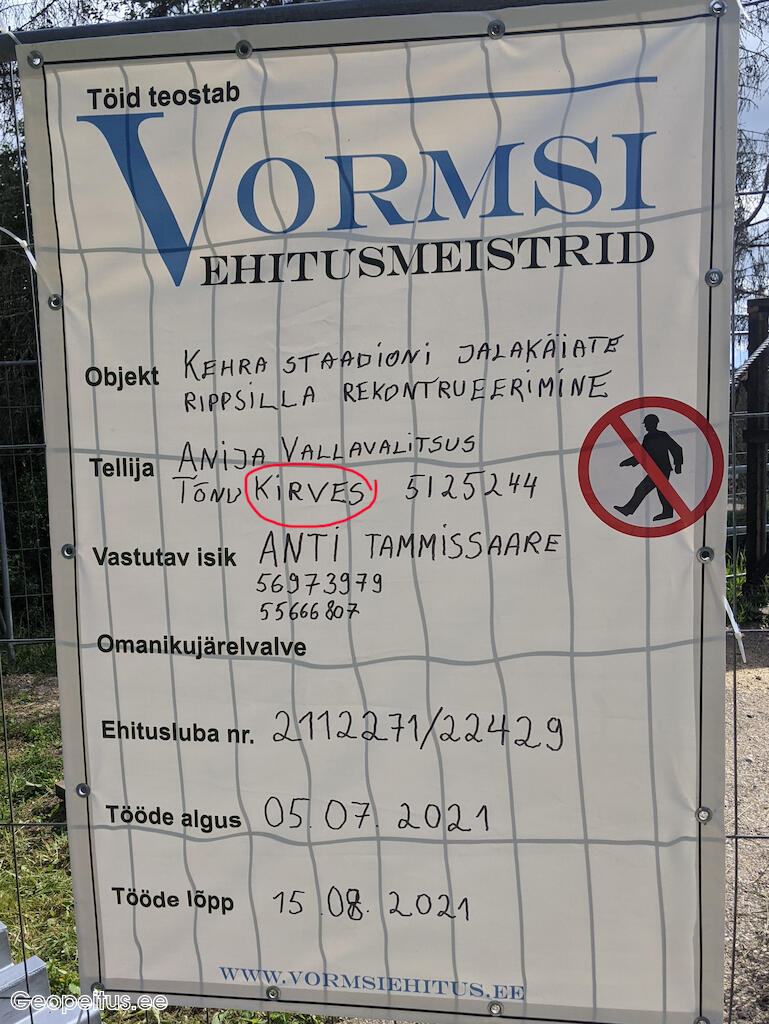 Töid teostab
VORMSI
EHITUSMEISTRID
Objekt KEHRA STAADIONI JALAKÄIATE
RIPPSILLA REKONTRUEERIMINE
Tellija ANIJA VALLAVALITSUS
TÕNU KIRVES 5125244
Vastutav isik ANTI TAMMISSAARE
56973979
55666807
Omanikujärelvalve
Ehitusluba nr. 2112271/22429
Tööde algus 05.07.2021
Tööde lõpp 15.08.2021
WWW.VORMSIEHITUS.EE
Geopeitus.ee